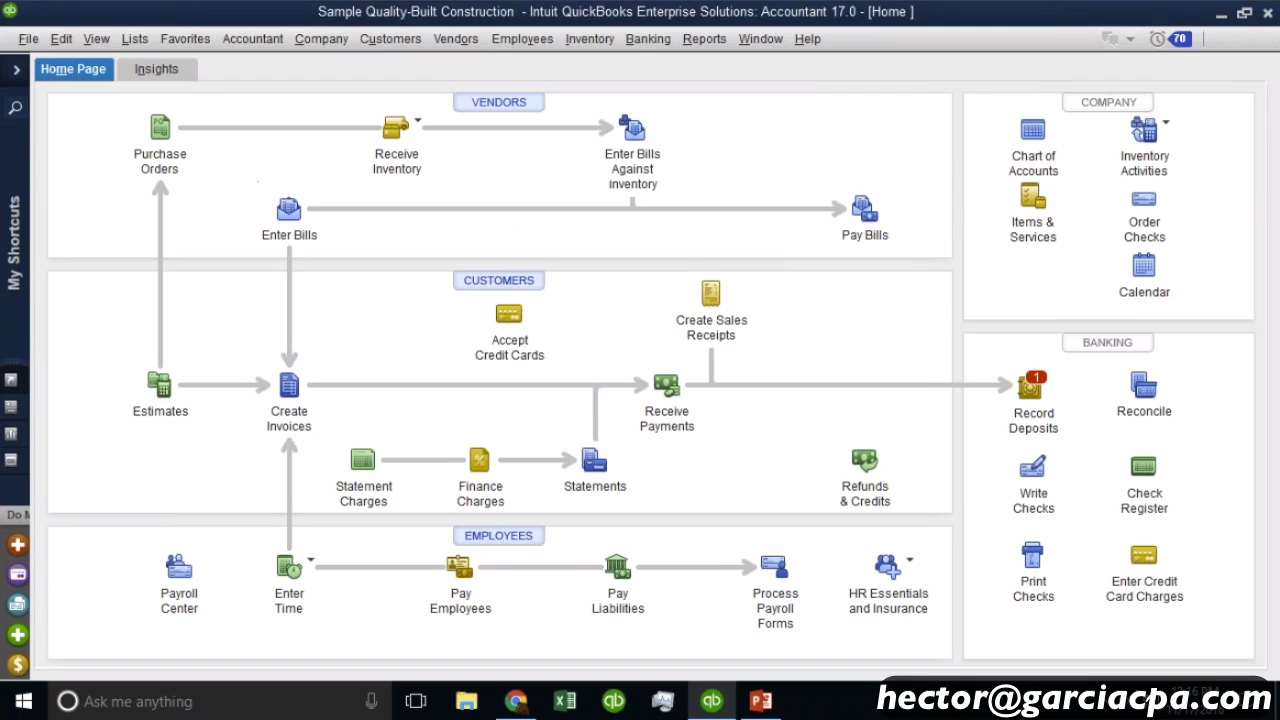 Sample Quality-Built Construction - Intuit QuickBooks Enterprise Solutions: Accountant 17.0 - [Home ]
File Edit View Lists Favorites Accountant Company Customers Vendors Employees Inventory Banking Reports Window Help
70
Home Page Insights
My Shortcuts
Do M
VENDORS
PO
Purchase
Orders
Receive
Inventory
Enter Bills
Against
Inventory
Enter Bills
Pay Bills
CUSTOMERS
Accept
Credit Cards
Create Sales
Receipts
Estimates
Create
Invoices
Receive
Payments
Statement
Charges
%
Finance
Charges
Statements
Refunds
& Credits
EMPLOYEES
Payroll
Center
Enter
Time
Pay
Employees
Pay
Liabilities
Process
Payroll
Forms
HR Essentials
and Insurance
COMPANY
Chart of
Accounts
Inventory
Activities
Items &
Services
Order
Checks
Calendar
BANKING
1
Record
Deposits
Reconcile
Write
Checks
Check
Register
Print
Checks
Enter Credit
Card Charges
Ask me anything
hector@garciacpa.com